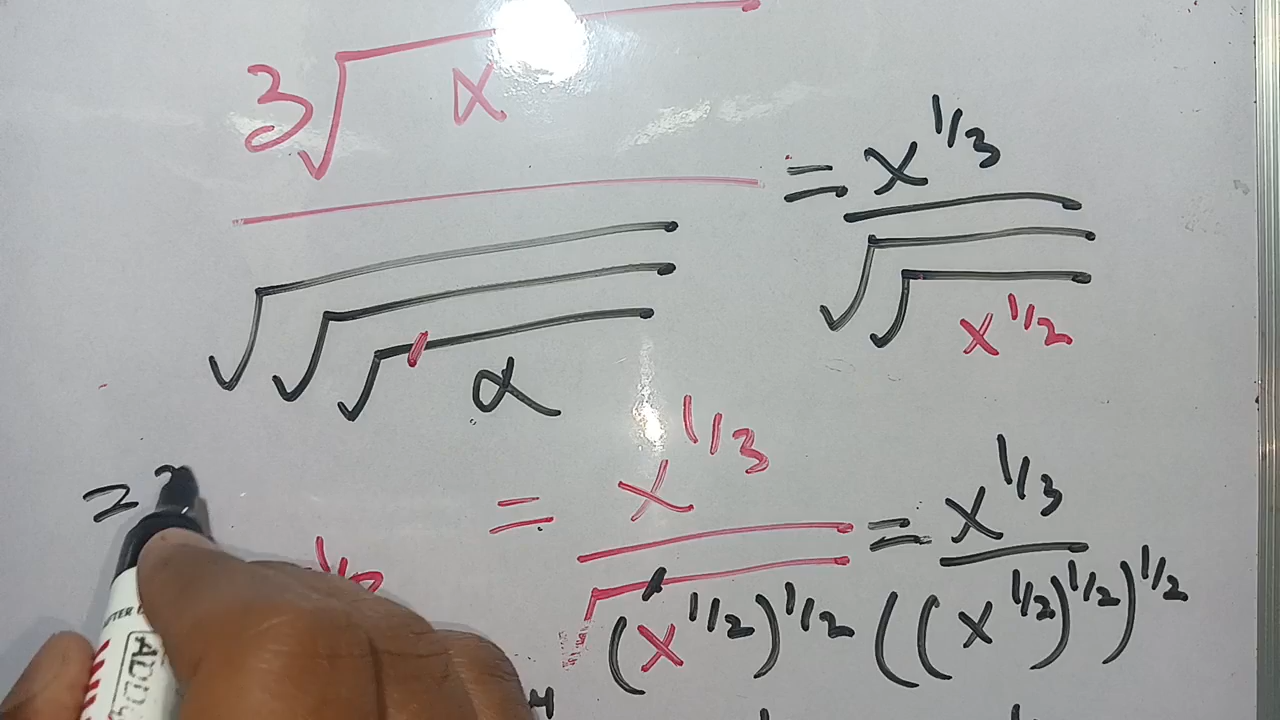 3√x = x^1/3
√√√x √√x^1/2
= x^1/3 = x^1/3
√(x^1/2)^1/2 ((x^1/2)^1/2)^1/2